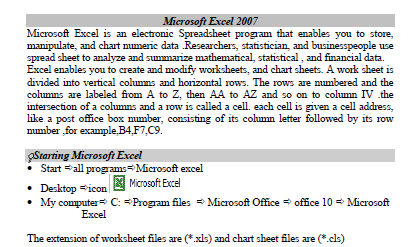 Microsoft Excel 2007
Microsoft Excel is an electronic Spreadsheet program that enables you to store,
manipulate, and chart numeric data .Researchers, statistician, and businesspeople use
spread sheet to analyze and summarize mathematical, statistical , and financial data.
Excel enables you to create and modify worksheets, and chart sheets. A work sheet is
divided into vertical columns and horizontal rows. The rows are numbered and the
columns are labeled from A to Z, then AA to AZ and so on to column IV .the
intersection of a columns and a row is called a cell. each cell is given a cell address,
like a post office box number, consisting of its column letter followed by its row
number ,for example,B4,F7,C9.
Starting Microsoft Excel
• Start ⇨all programs⇨Microsoft excel
• Desktop ⇨icon Microsoft Excel
• My computer⇨ C: ⇨Program files ⇨ Microsoft Office ⇨ office 10 ⇨ Microsoft
Excel
The extension of worksheet files are (*.xls) and chart sheet files are (*.cls)